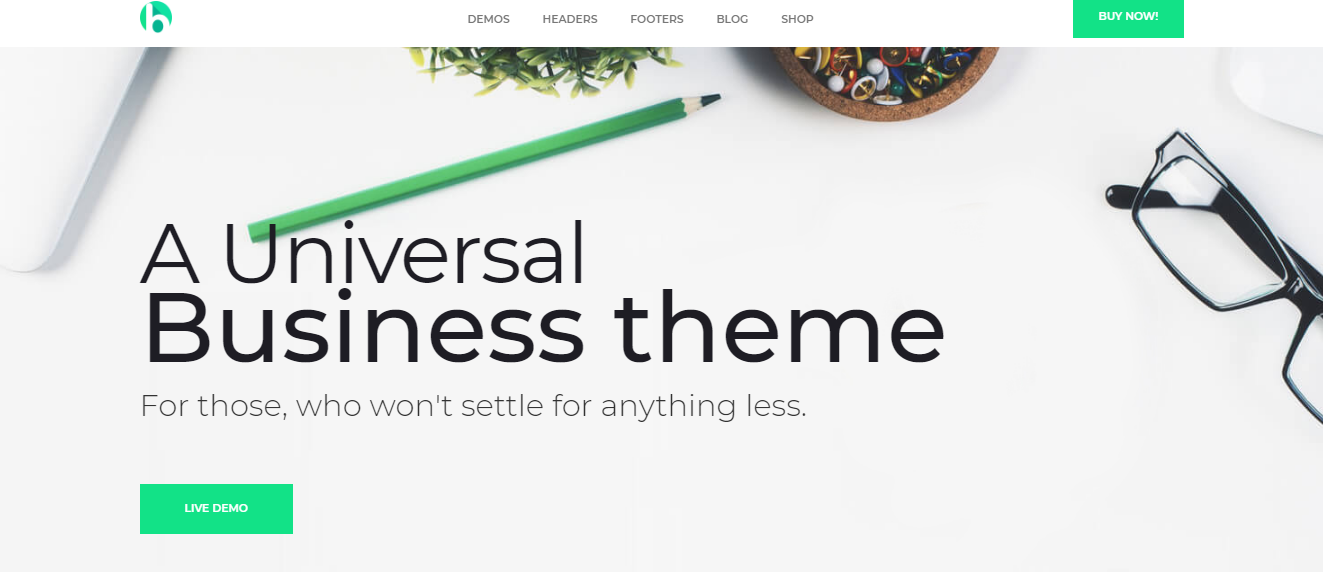 b
DEMOS HEADERS FOOTERS BLOG SHOP
BUY NOW!
A Universal
Business theme
For those, who won't settle for anything less.
LIVE DEMO